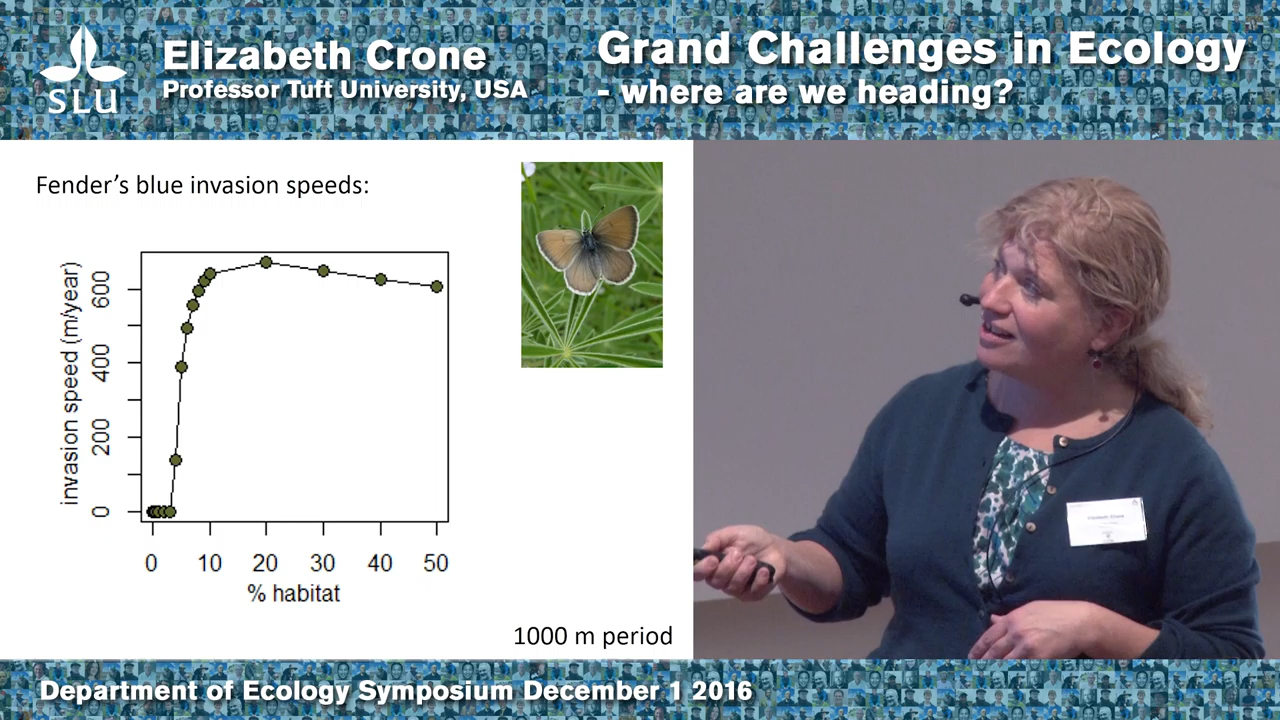 SLU
Elizabeth Crone
Professor Tuft University, USA
Grand Challenges in Ecology
- where are we heading?
Fender's blue invasion speeds:
invasion speed (m/year)
600
400
200
0
0 10 20 30 40 50
% habitat
1000 m period
Department of Ecology Symposium December 1 2016